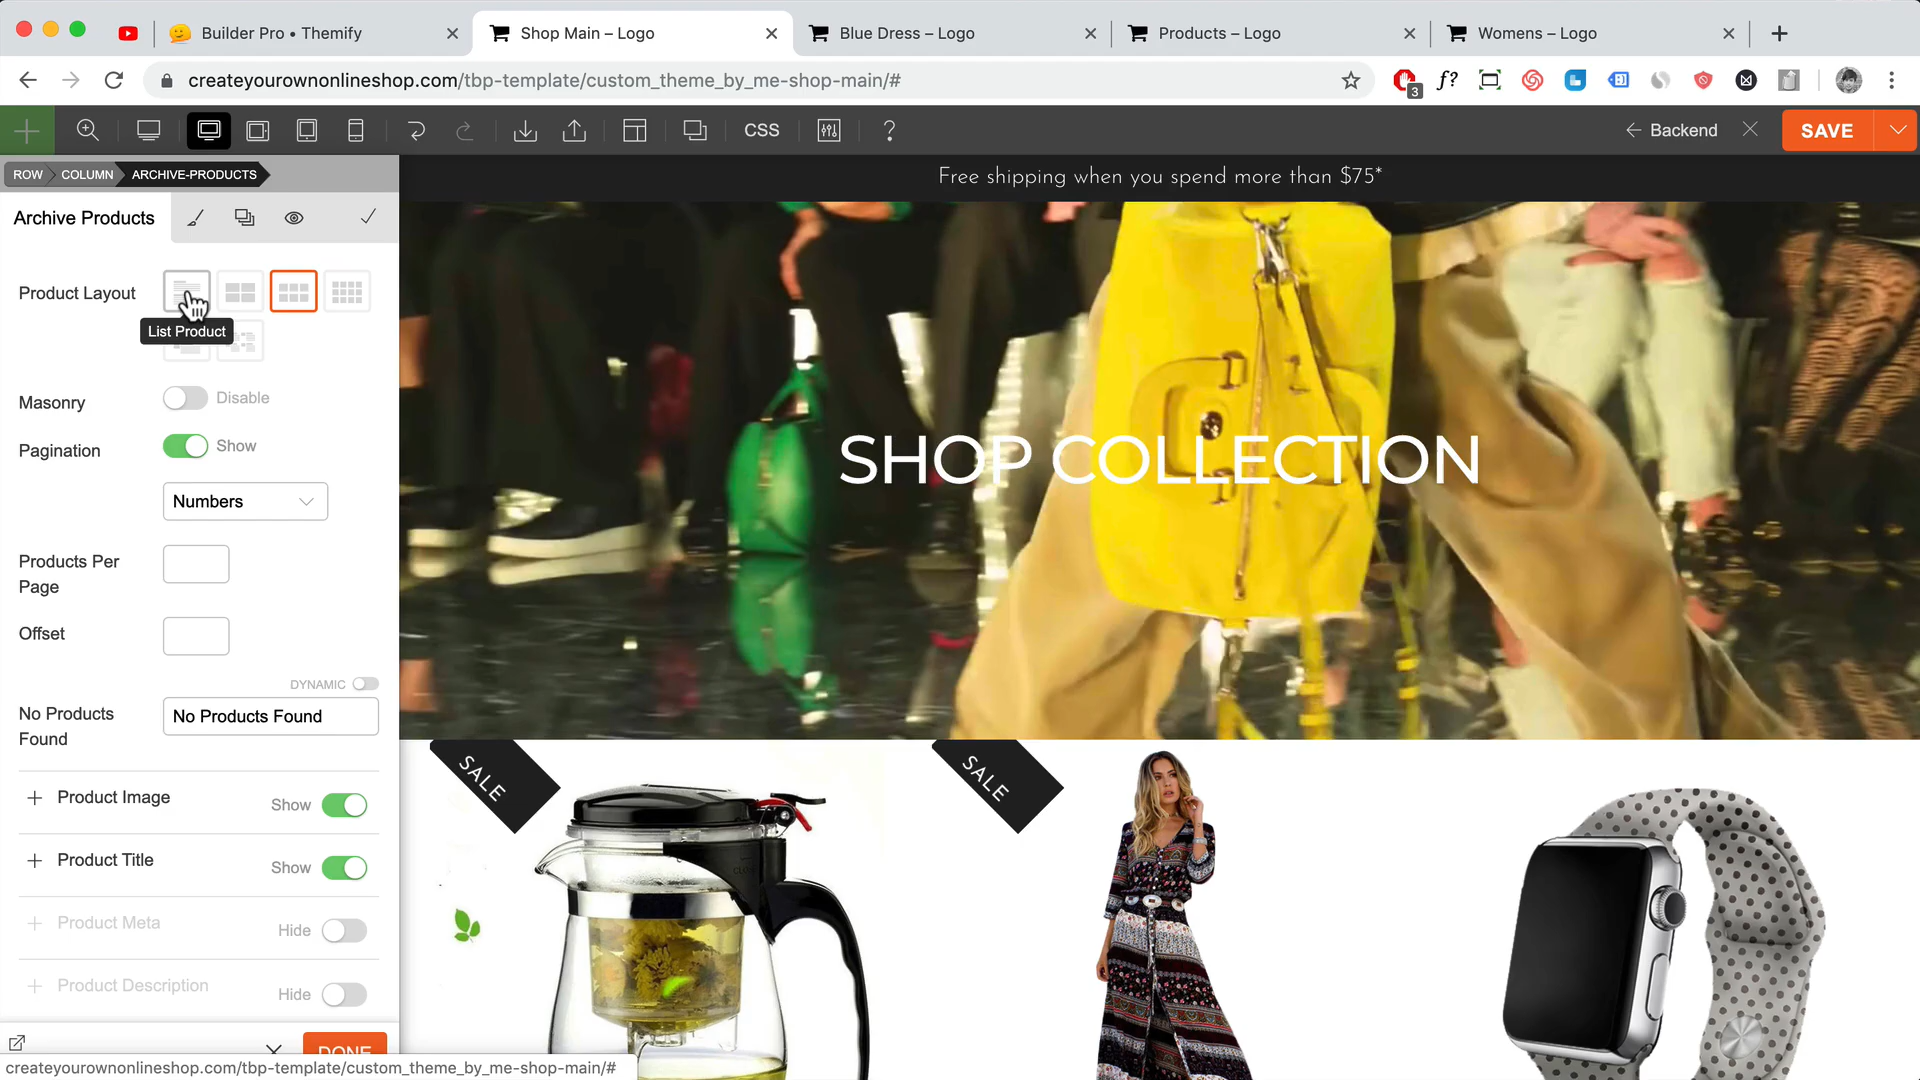 Builder Pro • Themify
Shop Main – Logo
Blue Dress – Logo
Products – Logo
Womens – Logo
createyourownonlineshop.com/tbp-template/custom_theme_by_me-shop-main/#
f?
3
CSS
?
Backend
SAVE
ROW
COLUMN
ARCHIVE-PRODUCTS
Free shipping when you spend more than $75*
Archive Products
Product Layout
List Product
Masonry
Disable
Pagination
Show
Numbers
Products Per
Page
Offset
DYNAMIC
No Products
Found
No Products Found
Product Image
Show
Product Title
Show
Product Meta
Hide
Product Description
Hide
DONE
createyourownonlineshop.com/tbp-template/custom_theme_by_me-shop-main/#
SHOP COLLECTION
SALE
SALE